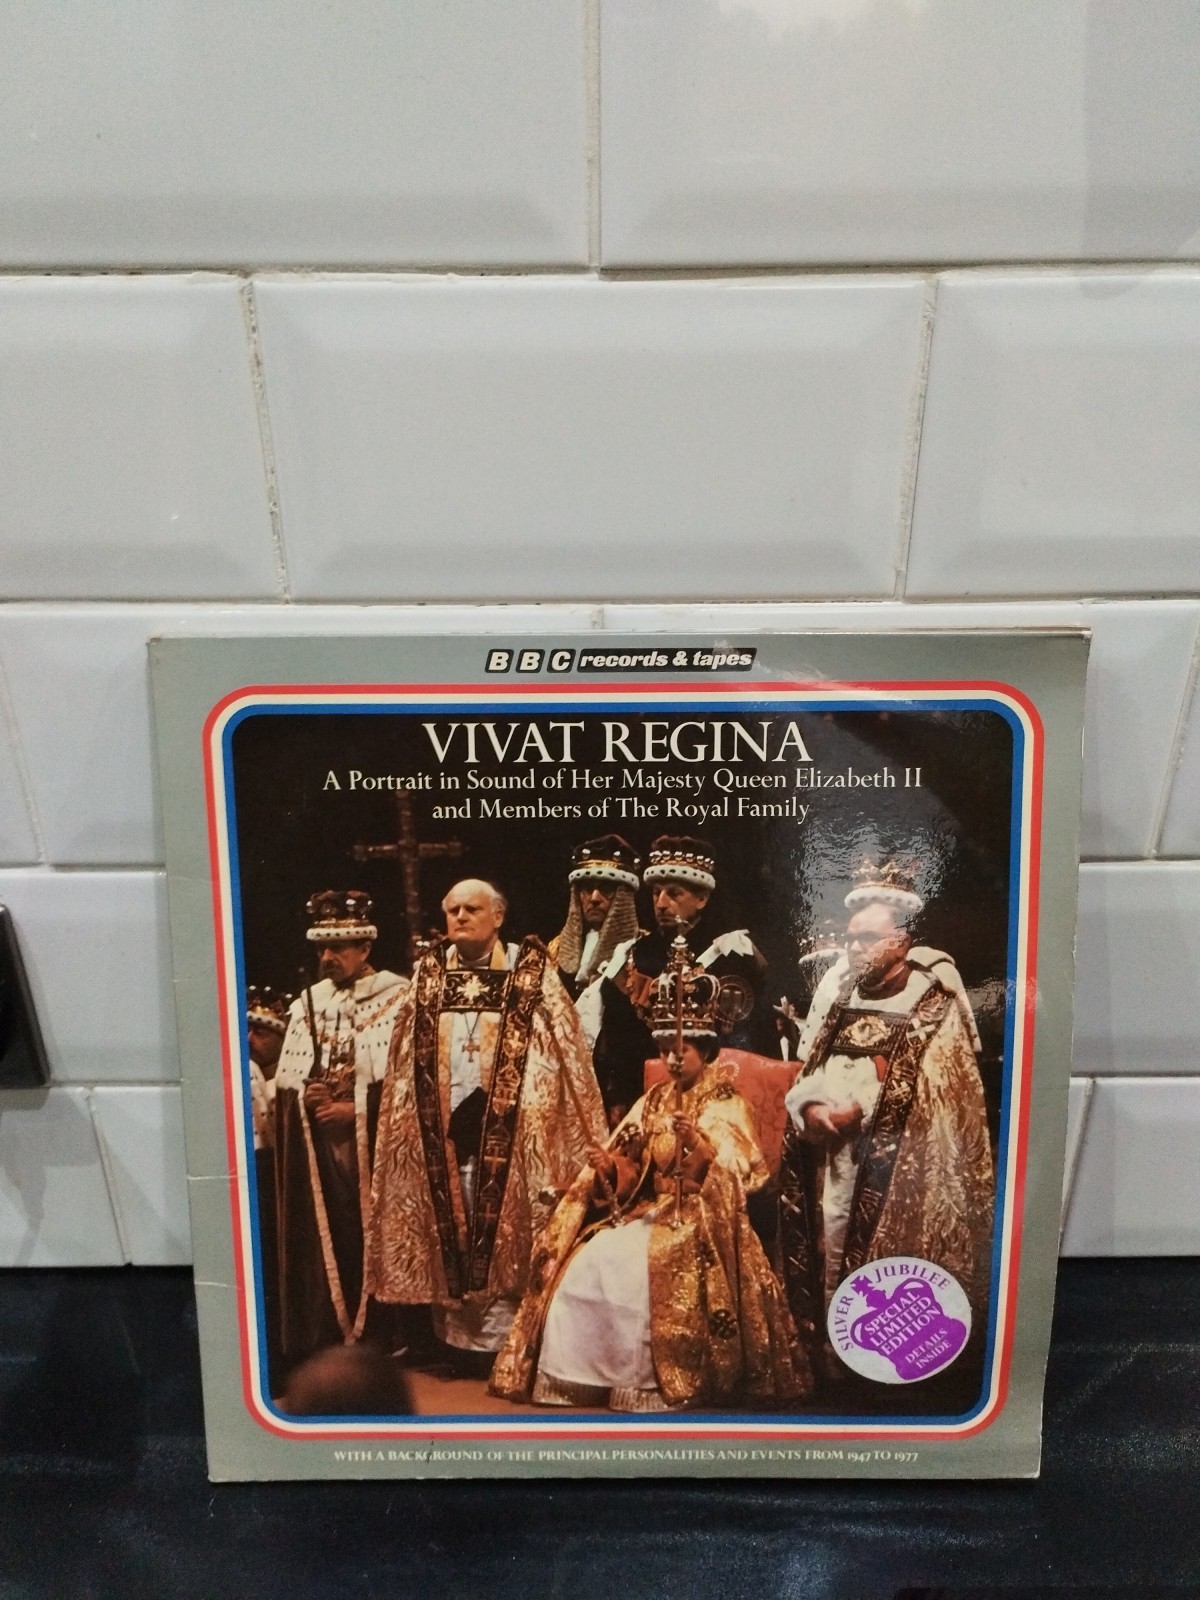 BBC records & tapes
VIVAT REGINA
A Portrait in Sound of Her Majesty Queen Elizabeth II
and Members of The Royal Family
SILVER JUBILEE
SPECIAL
LIMITED
EDITION
DETAILS
INSIDE
WITH A BACKGROUND OF THE PRINCIPAL PERSONALITIES AND EVENTS FROM 1947 TO 1977